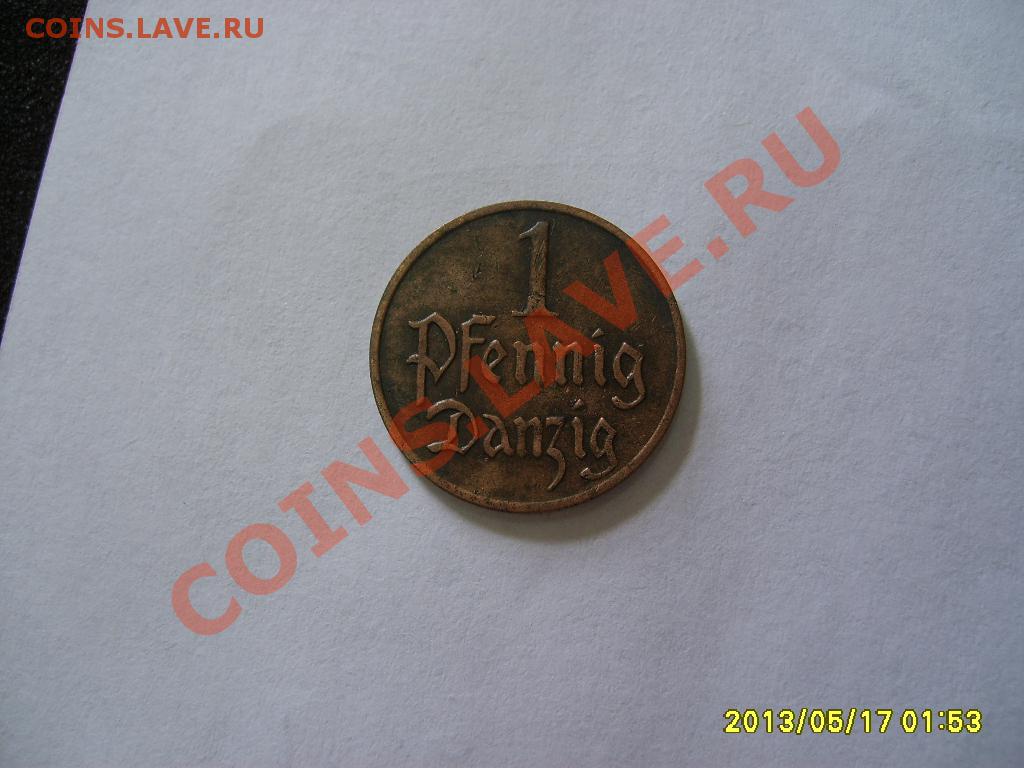 COINS.LAVE.RU
1
Pfennig
Danzig
COINS.LAVE.RU
2013/05/17 01:53